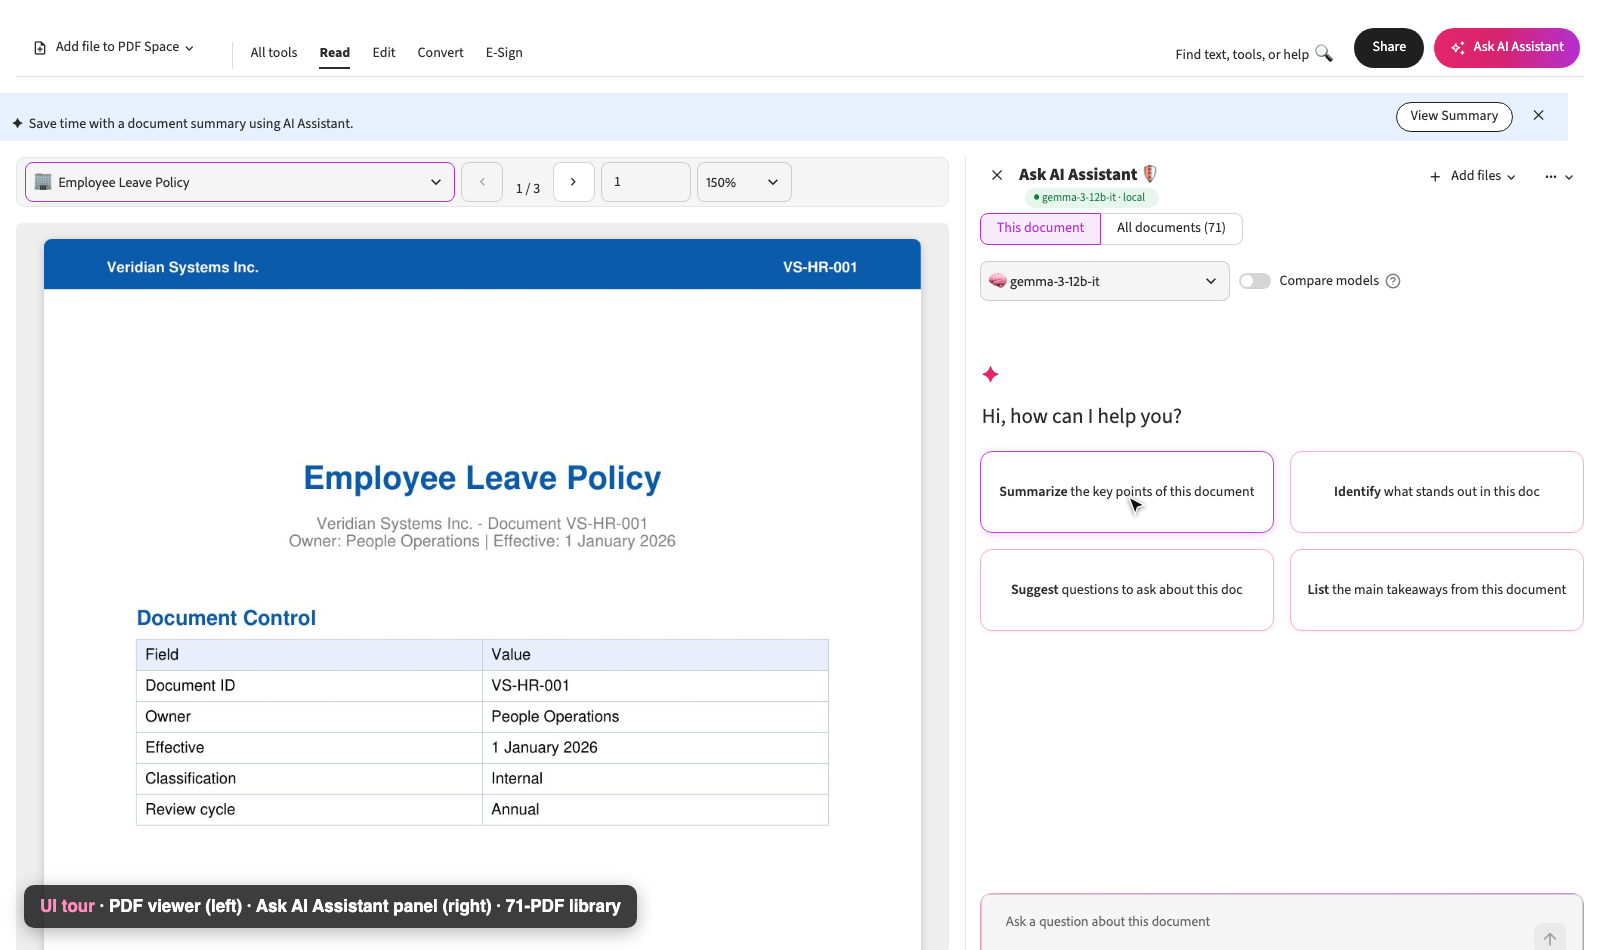 Add file to PDF Space
All tools
Read
Edit
Convert
E-Sign
Find text, tools, or help
Share
Ask AI Assistant
Save time with a document summary using AI Assistant.
View Summary
Employee Leave Policy
1 / 3
1
150%
Veridian Systems Inc.
VS-HR-001
Employee Leave Policy
Veridian Systems Inc. - Document VS-HR-001
Owner: People Operations | Effective: 1 January 2026
Document Control
Field Value
Document ID VS-HR-001
Owner People Operations
Effective 1 January 2026
Classification Internal
Review cycle Annual
UI tour · PDF viewer (left) · Ask AI Assistant panel (right) · 71-PDF library
Ask AI Assistant
Add files
gemma-3-12b-it · local
This document
All documents (71)
gemma-3-12b-it
Compare models
Hi, how can I help you?
Summarize the key points of this document
Identify what stands out in this doc
Suggest questions to ask about this doc
List the main takeaways from this document
Ask a question about this document